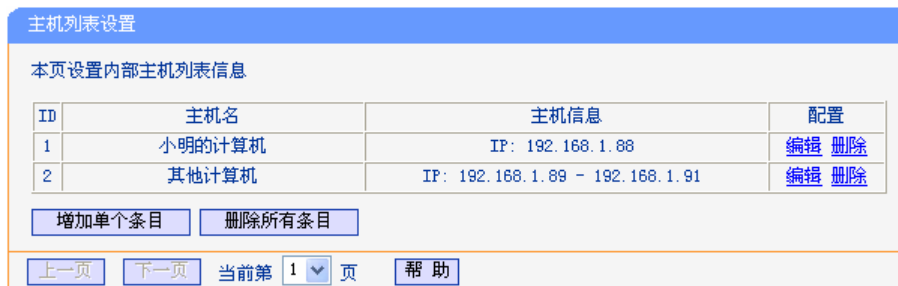 主机列表设置
本页设置内部主机列表信息
ID 主机名 主机信息 配置
1 小明的计算机 IP: 192.168.1.88 编辑 删除
2 其他计算机 IP: 192.168.1.89 - 192.168.1.91 编辑 删除
增加单个条目 删除所有条目
上一页 下一页 当前第 1 页 帮 助